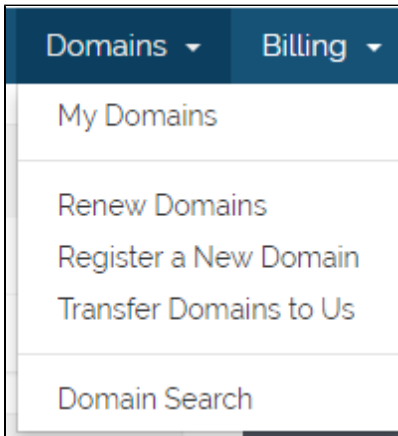 Domains Billing
My Domains
Renew Domains
Register a New Domain
Transfer Domains to Us
Domain Search